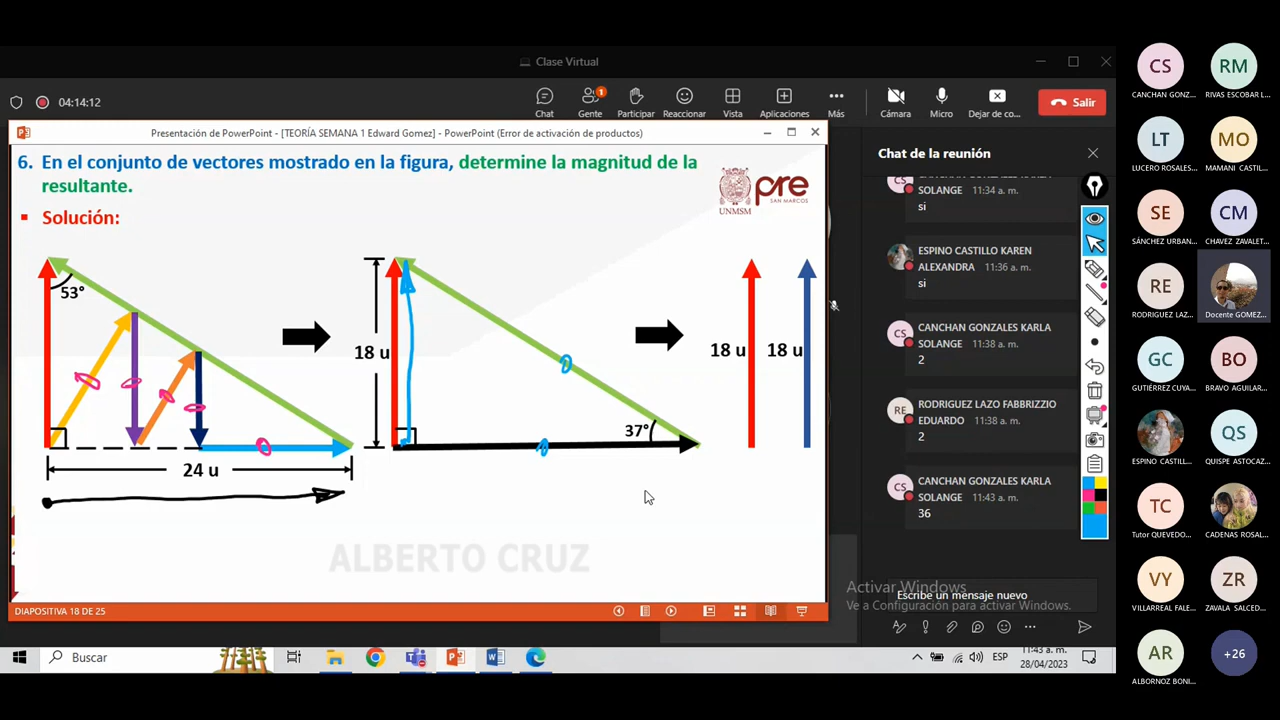 Clase Virtual
04:14:12
Chat
Gente
1
Participar
Reaccionar
Vista
Aplicaciones
Más
Cámara
Micro
Dejar de co...
Salir
Presentación de PowerPoint - [TEORÍA SEMANA 1 Edward Gomez] - PowerPoint (Error de activación de productos)
6. En el conjunto de vectores mostrado en la figura, determine la magnitud de la
resultante.
UNMSM
pre
SAN MARCOS
Solución:
53°
24 u
18 u
37°
18 u
18 u
ALBERTO CRUZ
DIAPOSITIVA 18 DE 25
Chat de la reunión
CS
SOLANGE 11:34 a. m.
si
ESPINO CASTILLO KAREN
ALEXANDRA 11:36 a. m.
si
CS
CANCHAN GONZALES KARLA
SOLANGE 11:38 a. m.
2
RE
RODRIGUEZ LAZO FABBRIZZIO
EDUARDO 11:38 a. m.
2
CS
CANCHAN GONZALES KARLA
SOLANGE 11:43 a. m.
36
Activar Windows
Ve a Configuración para activar Windows.
Escribe un mensaje nuevo
CS
CANCHAN GONZ...
RM
RIVAS ESCOBAR L...
LT
LUCERO ROSALES...
MO
MAMANI CASTIL...
SE
SÁNCHEZ URBAN...
CM
CHAVEZ ZAVALET...
RE
RODRIGUEZ LAZ...
Docente GOMEZ...
GC
GUTIÉRREZ CUYA...
BO
BRAVO AGUILAR...
ESPINO CASTILL...
QS
QUISPE ASTOCAZ...
TC
Tutor QUEVEDO...
CADENAS ROSAL...
VY
VILLARREAL FALE...
ZR
ZAVALA SALCED...
AR
ALBORNOZ BONI...
+26
Buscar
ESP
11:43 a. m.
28/04/2023